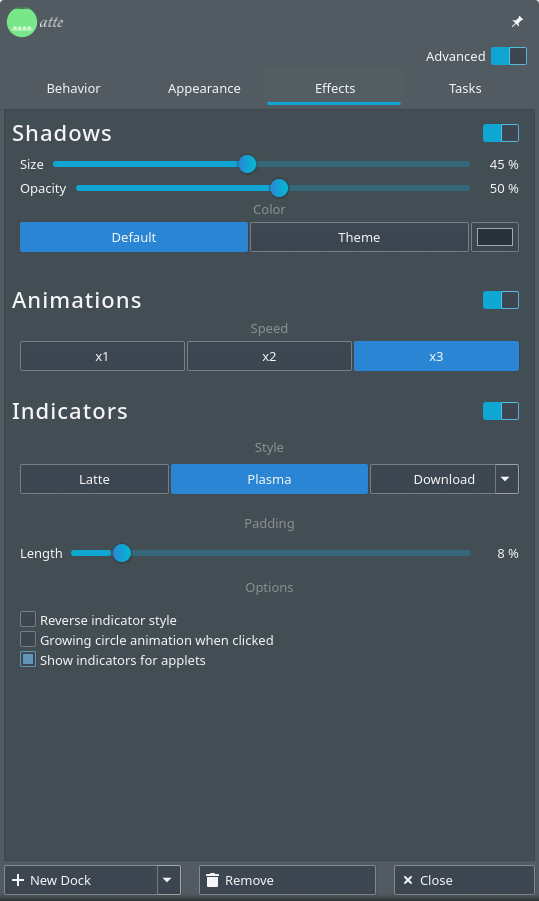 atte
Advanced
Behavior Appearance Effects Tasks
Shadows
Size 45 %
Opacity 50 %
Color
Default Theme
Animations
Speed
x1 x2 x3
Indicators
Style
Latte Plasma Download
Padding
Length 8 %
Options
Reverse indicator style
Growing circle animation when clicked
Show indicators for applets
New Dock Remove Close